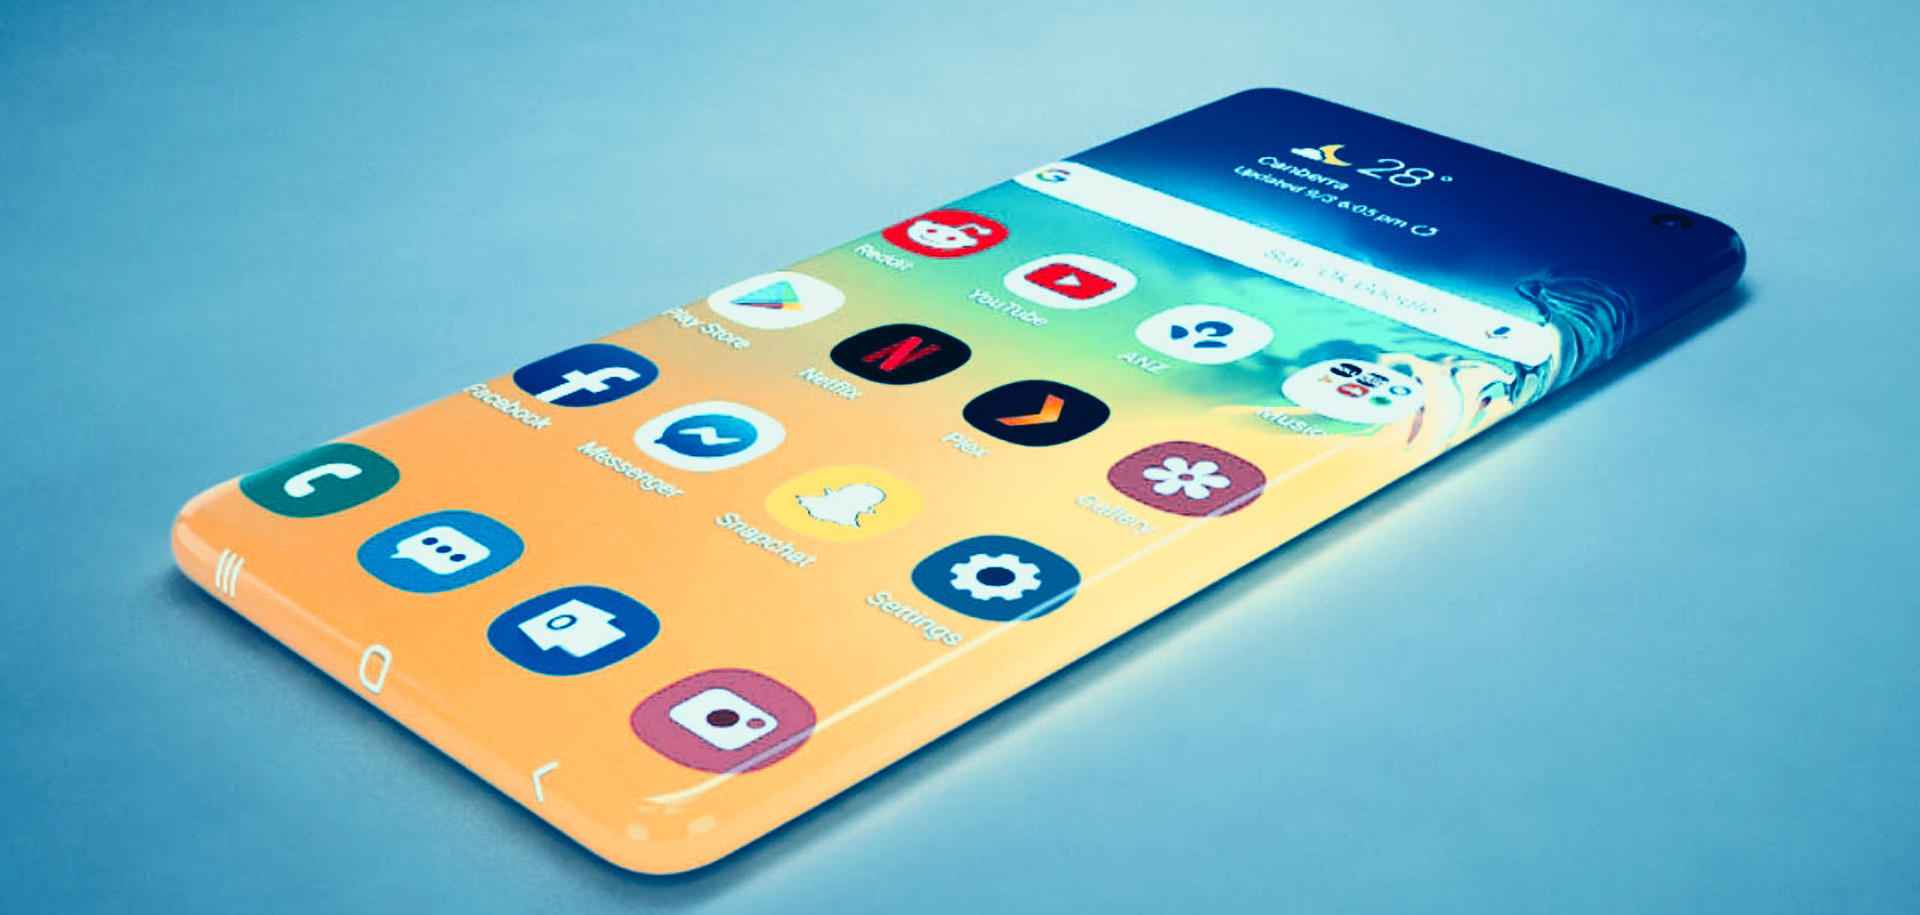 28°
Canberra
Updated 9/3 6:05 pm
Say "Ok Google"
Reddit
YouTube
ANZ
Music
Play Store
Netflix
Plex
Gallery
Facebook
Messenger
Snapchat
Settings